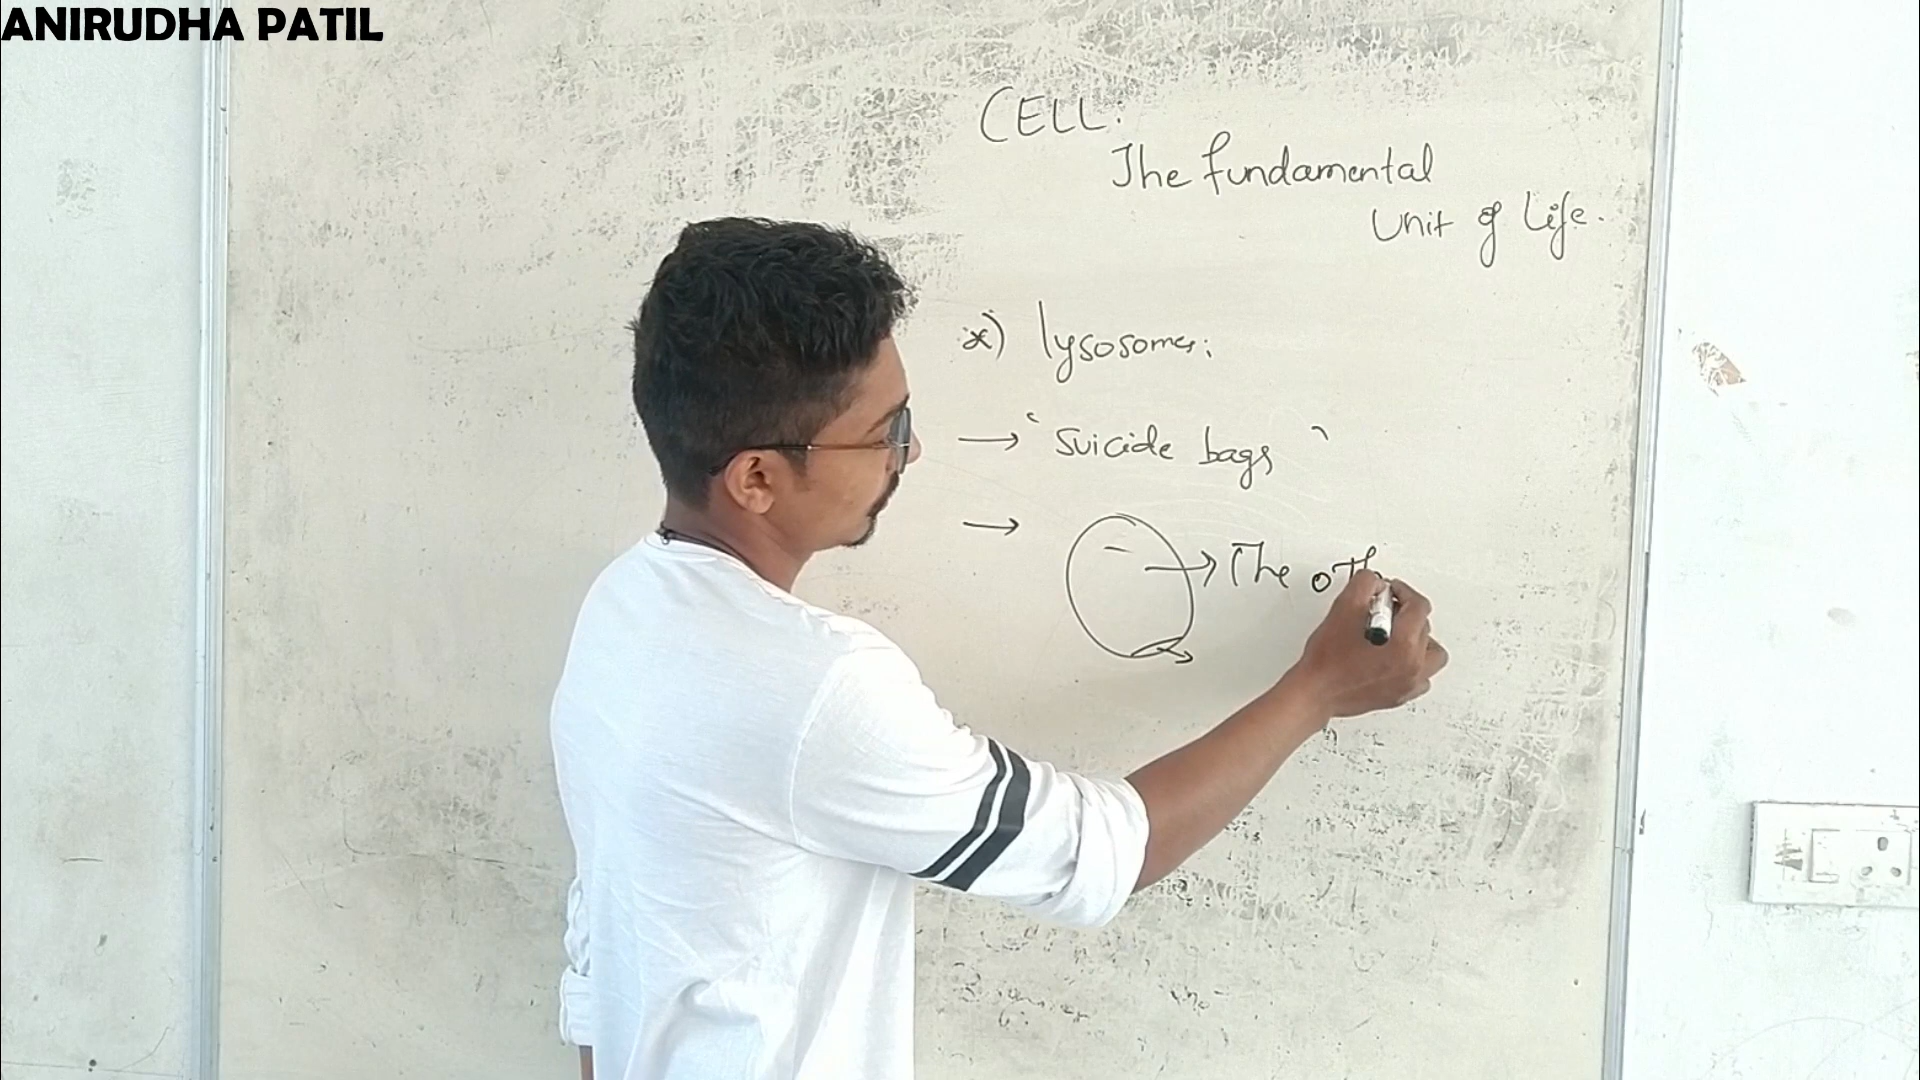 ANIRUDHA PATIL
CELL:
The fundamental
Unit of Life.
*) lysosomes:
→ " suicide bags "
→
→ The oth